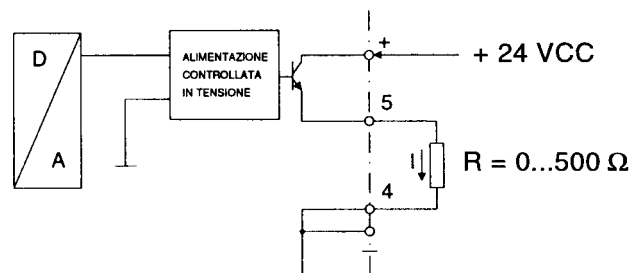 D
A
ALIMENTAZIONE
CONTROLLATA
IN TENSIONE
+
+ 24 VCC
5
I
R = 0...500 Ω
4